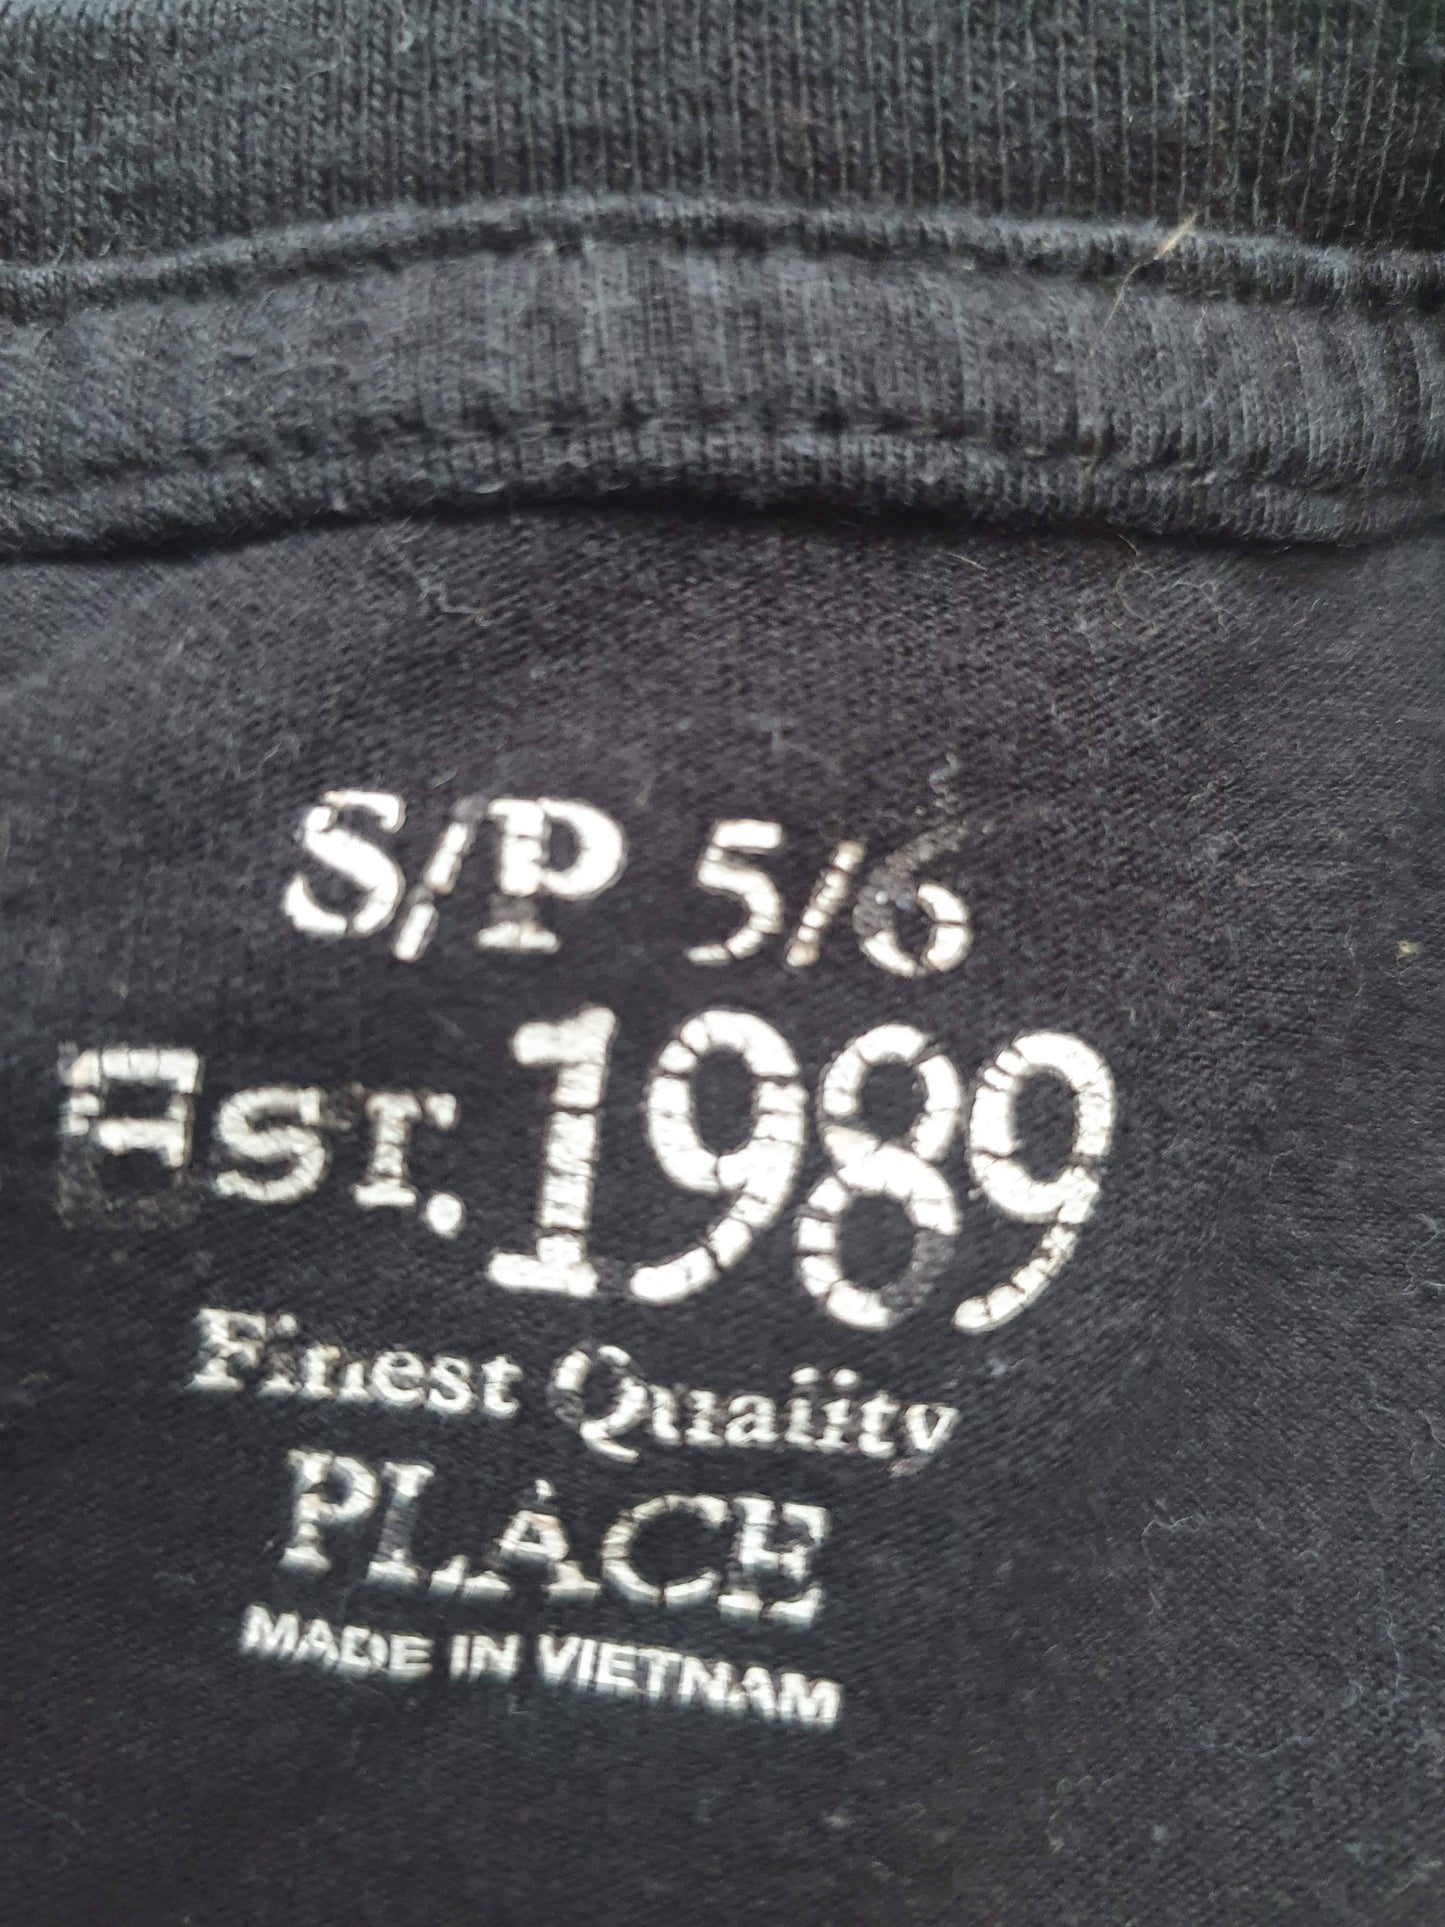 S/P 5/6
EST. 1989
Finest Quality
PLACE
MADE IN VIETNAM